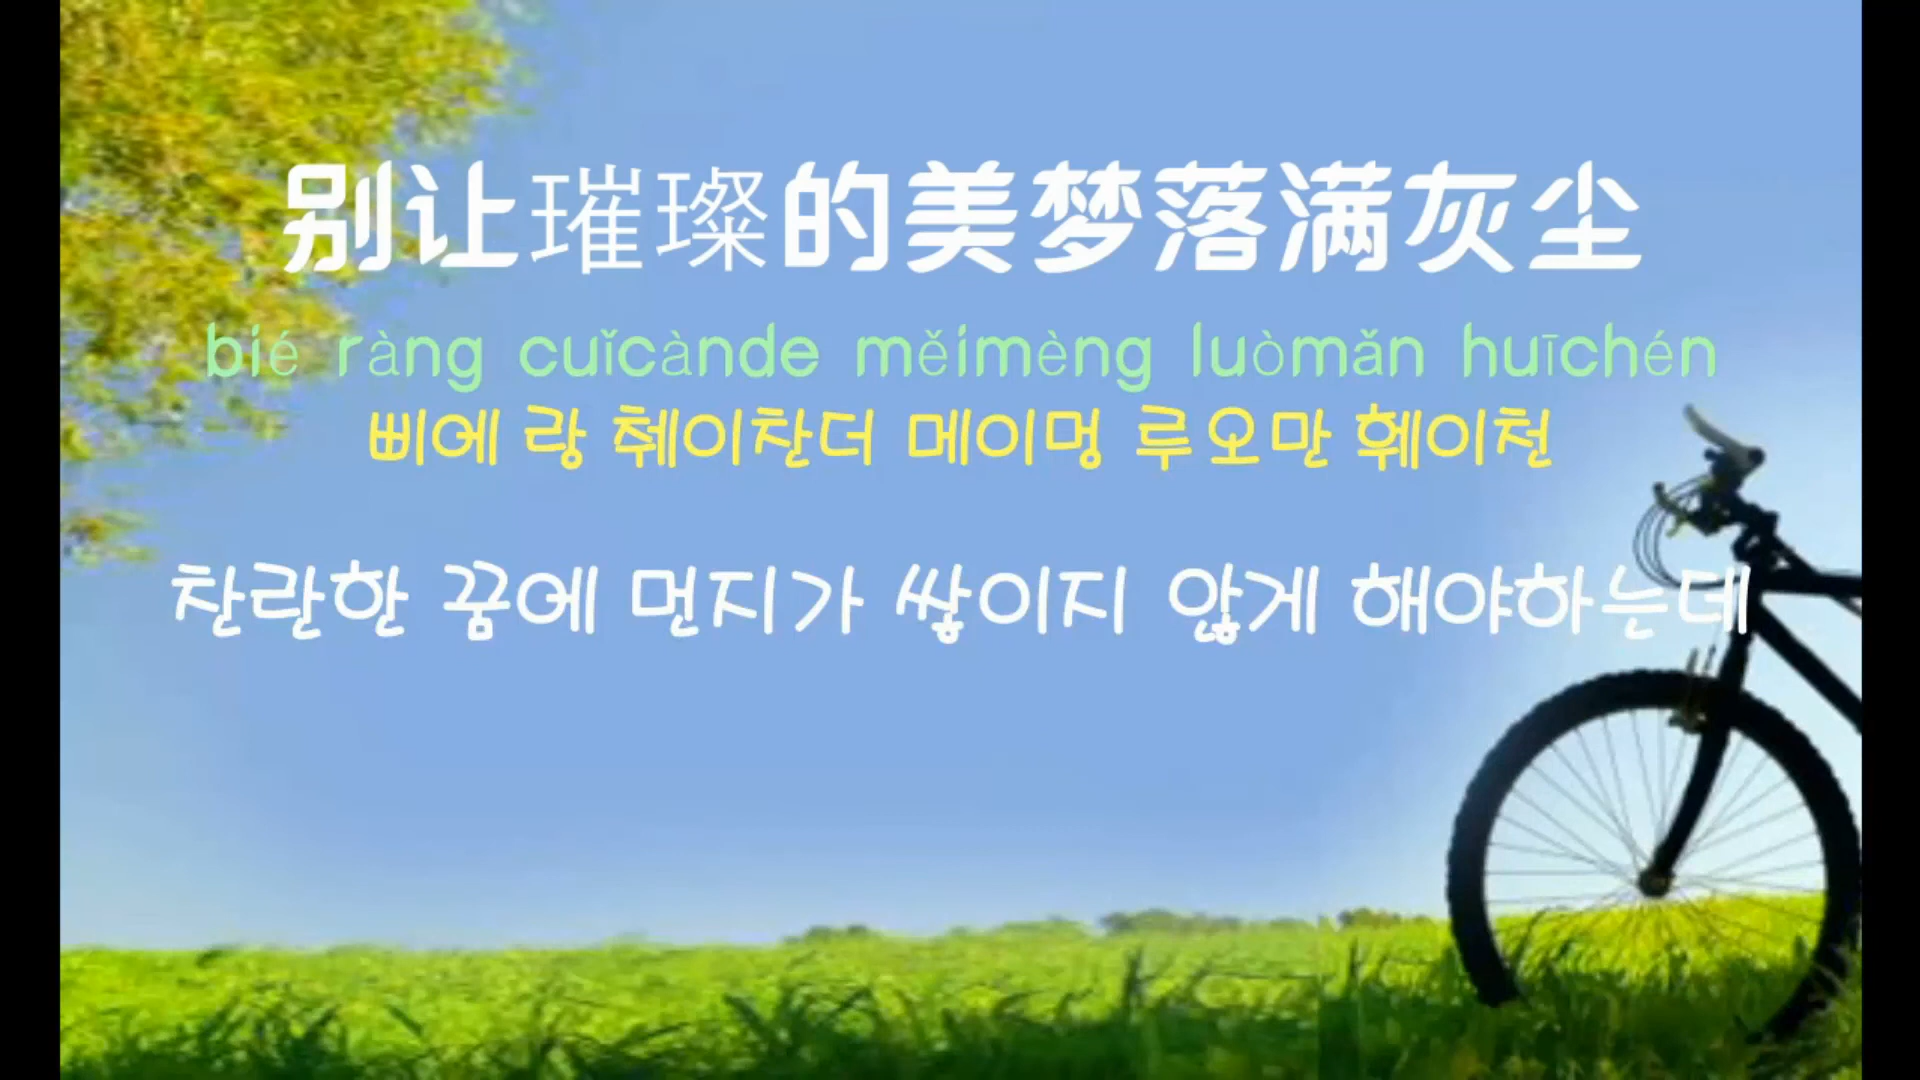 别让璀璨的美梦落满灰尘
bié ràng cuǐcànde měimèng luòmǎn huīchén
삐에 랑 췌이찬더 메이멍 루오만 훼이천
찬란한 꿈에 먼지가 쌓이지 않게 해야하는데